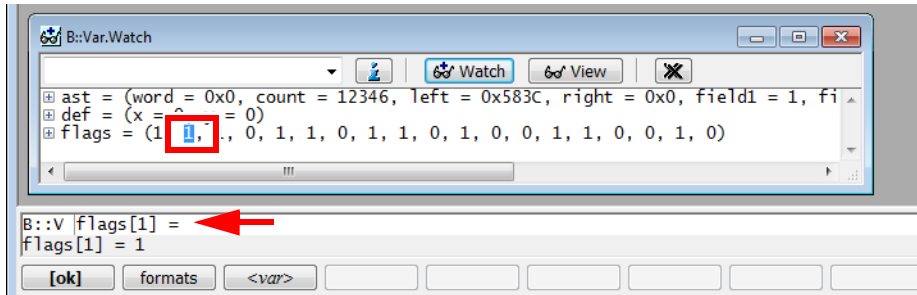 B::Var.Watch
Watch View
ast = (word = 0x0, count = 12346, left = 0x583C, right = 0x0, field1 = 1, fi
def = (x = 0, = 0)
flags = (1 1, 1, 0, 1, 1, 0, 1, 1, 0, 1, 0, 0, 1, 1, 0, 0, 1, 0)
B::V flags[1] =
flags[1] = 1
[ok] formats <var>